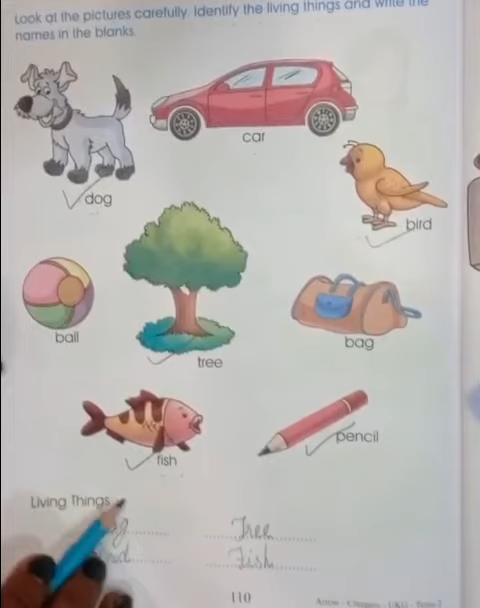 Look at the pictures carefully. Identify the living things and write the
names in the blanks.
car
dog
bird
ball
tree
bag
fish
pencil
Living Things
Tree
Fish
110